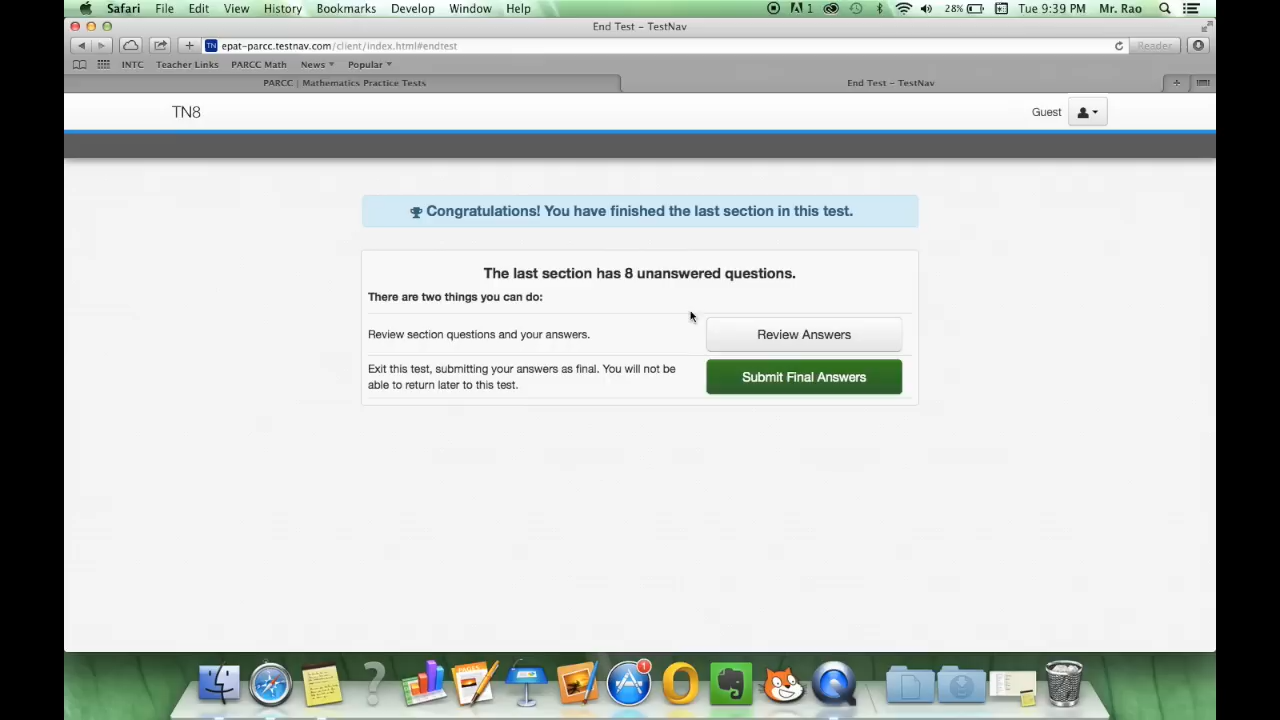 Safari File Edit View History Bookmarks Develop Window Help 1 28% Tue 9:39 PM Mr. Rao
End Test – TestNav
TN epat-parcc.testnav.com/client/index.html#endtest Reader
INTC Teacher Links PARCC Math News Popular
PARCC | Mathematics Practice Tests End Test – TestNav
TN8 Guest
Congratulations! You have finished the last section in this test.
The last section has 8 unanswered questions.
There are two things you can do:
Review section questions and your answers. Review Answers
Exit this test, submitting your answers as final. You will not be
able to return later to this test.
Submit Final Answers
PAGES
1